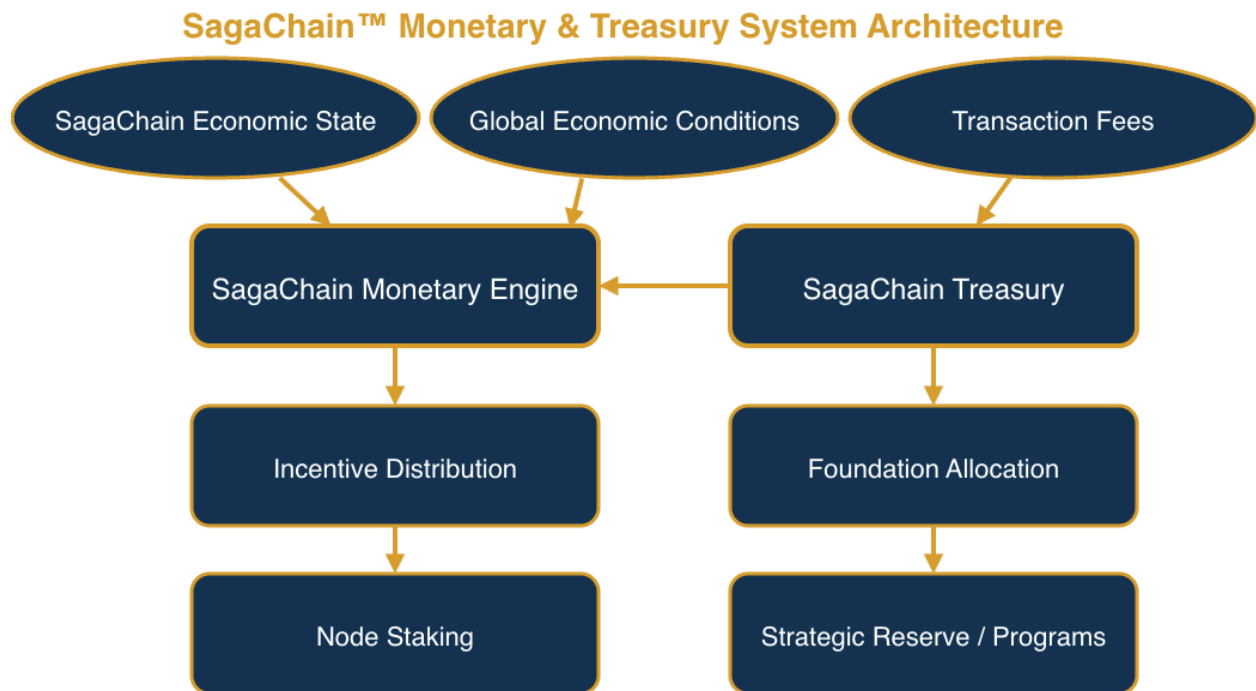 SagaChain™ Monetary & Treasury System Architecture
SagaChain Economic State
Global Economic Conditions
Transaction Fees
SagaChain Monetary Engine
SagaChain Treasury
Incentive Distribution
Foundation Allocation
Node Staking
Strategic Reserve / Programs